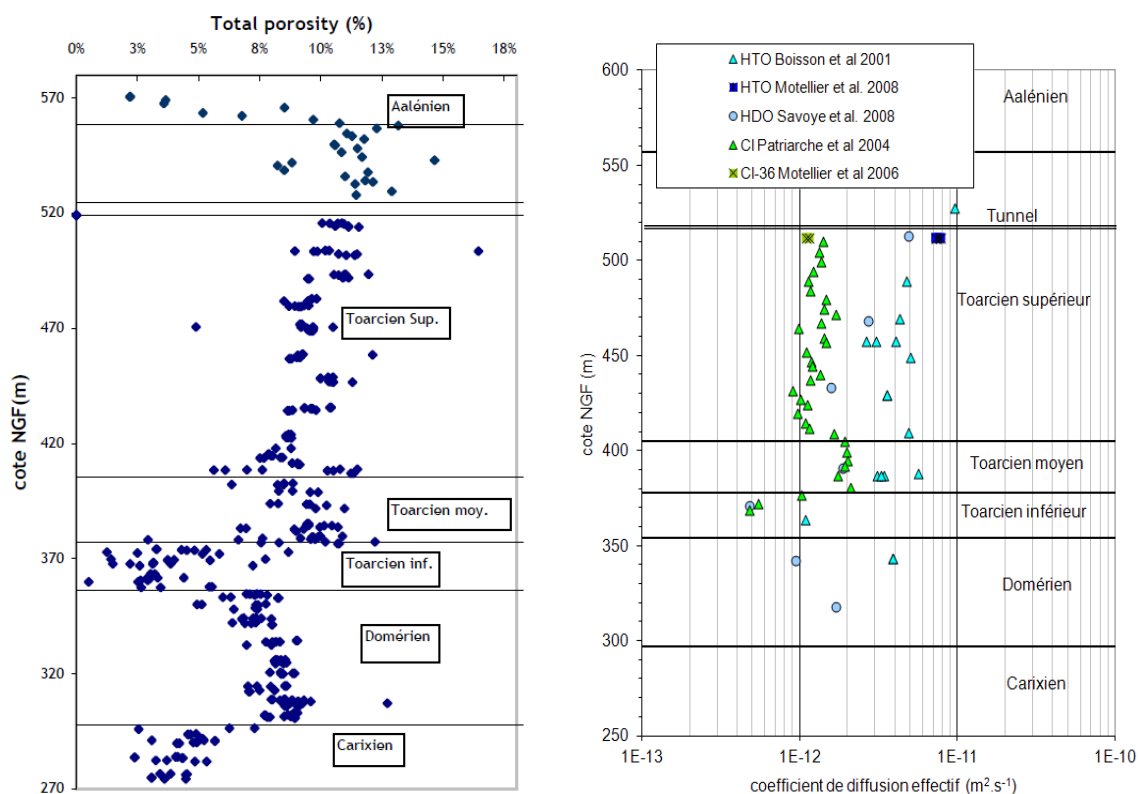 Total porosity (%)
0% 3% 5% 8% 10% 13% 15% 18%
570
520
470
420
370
320
270
cote NGF(m)
Aalénien
Toarcien Sup.
Toarcien moy.
Toarcien inf.
Domérien
Carixien
600
550
500
450
400
350
300
250
cote NGF (m)
HTO Boisson et al 2001
HTO Motellier et al. 2008
HDO Savoye et al. 2008
Cl Patriarche et al 2004
Cl-36 Motellier et al 2006
Aalénien
Tunnel
Toarcien supérieur
Toarcien moyen
Toarcien inférieur
Domérien
Carixien
1E-13 1E-12 1E-11 1E-10
coefficient de diffusion effectif (m².s⁻¹)